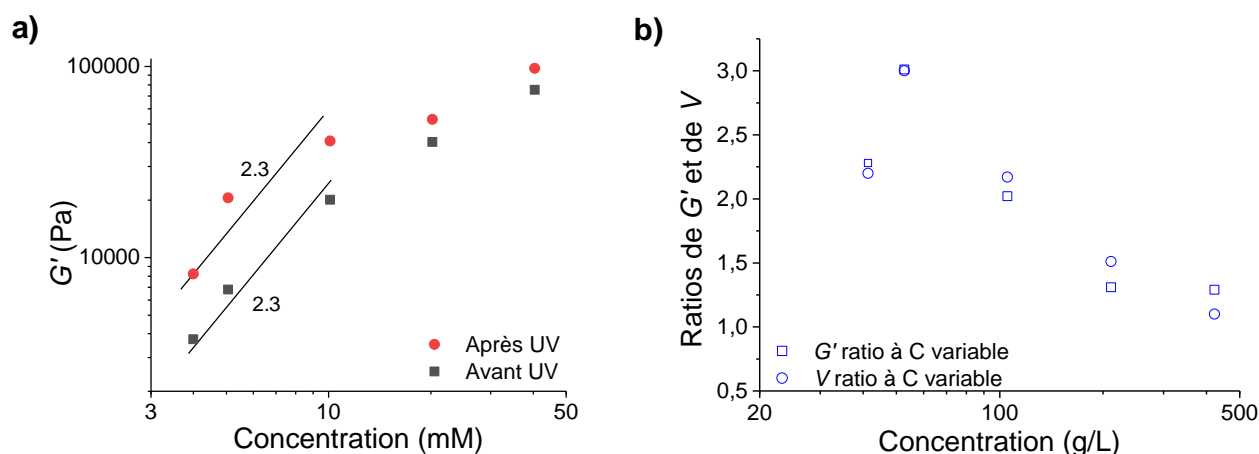 a)
100000
10000
G' (Pa)
2.3
2.3
Après UV
Avant UV
3
10
50
Concentration (mM)
b)
3,0
2,5
2,0
1,5
1,0
0,5
Ratios de G' et de V
G' ratio à C variable
V ratio à C variable
20
100
500
Concentration (g/L)